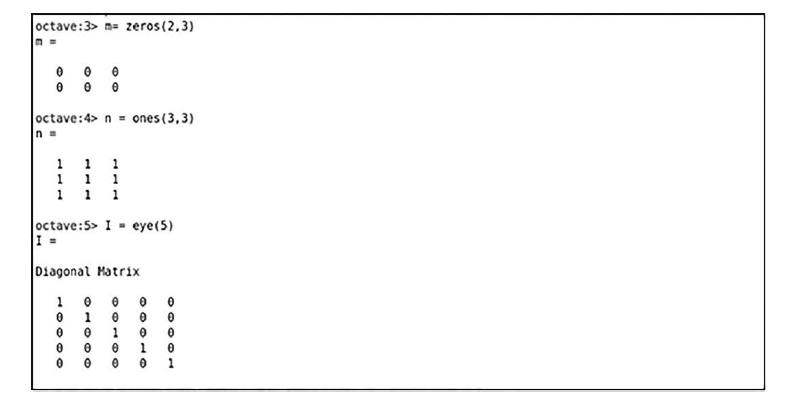 octave:3> m= zeros(2,3)
m =
0 0 0
0 0 0
octave:4> n = ones(3,3)
n =
1 1 1
1 1 1
1 1 1
octave:5> I = eye(5)
I =
Diagonal Matrix
1 0 0 0 0
0 1 0 0 0
0 0 1 0 0
0 0 0 1 0
0 0 0 0 1